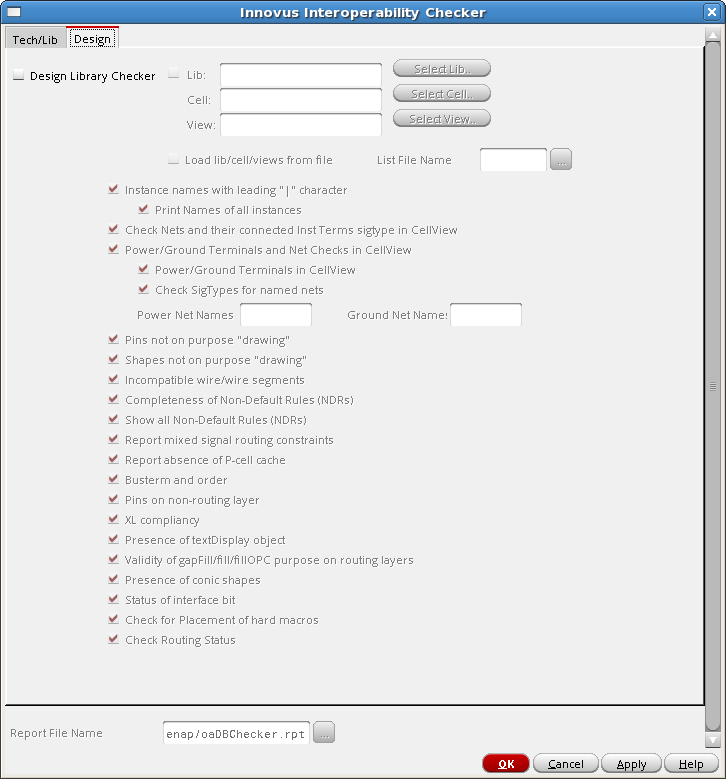 Innovus Interoperability Checker
Tech/Lib Design
Design Library Checker Lib: Select Lib..
Cell: Select Cell..
View: Select View..
Load lib/cell/views from file List File Name ...
Instance names with leading "|" character
Print Names of all instances
Check Nets and their connected Inst Terms sigtype in CellView
Power/Ground Terminals and Net Checks in CellView
Power/Ground Terminals in CellView
Check SigTypes for named nets
Power Net Names Ground Net Names
Pins not on purpose "drawing"
Shapes not on purpose "drawing"
Incompatible wire/wire segments
Completeness of Non-Default Rules (NDRs)
Show all Non-Default Rules (NDRs)
Report mixed signal routing constraints
Report absence of P-cell cache
Busterm and order
Pins on non-routing layer
XL compliancy
Presence of textDisplay object
Validity of gapFill/fill/fillOPC purpose on routing layers
Presence of conic shapes
Status of interface bit
Check for Placement of hard macros
Check Routing Status
Report File Name enap/oaDBChecker.rpt ...
OK Cancel Apply Help